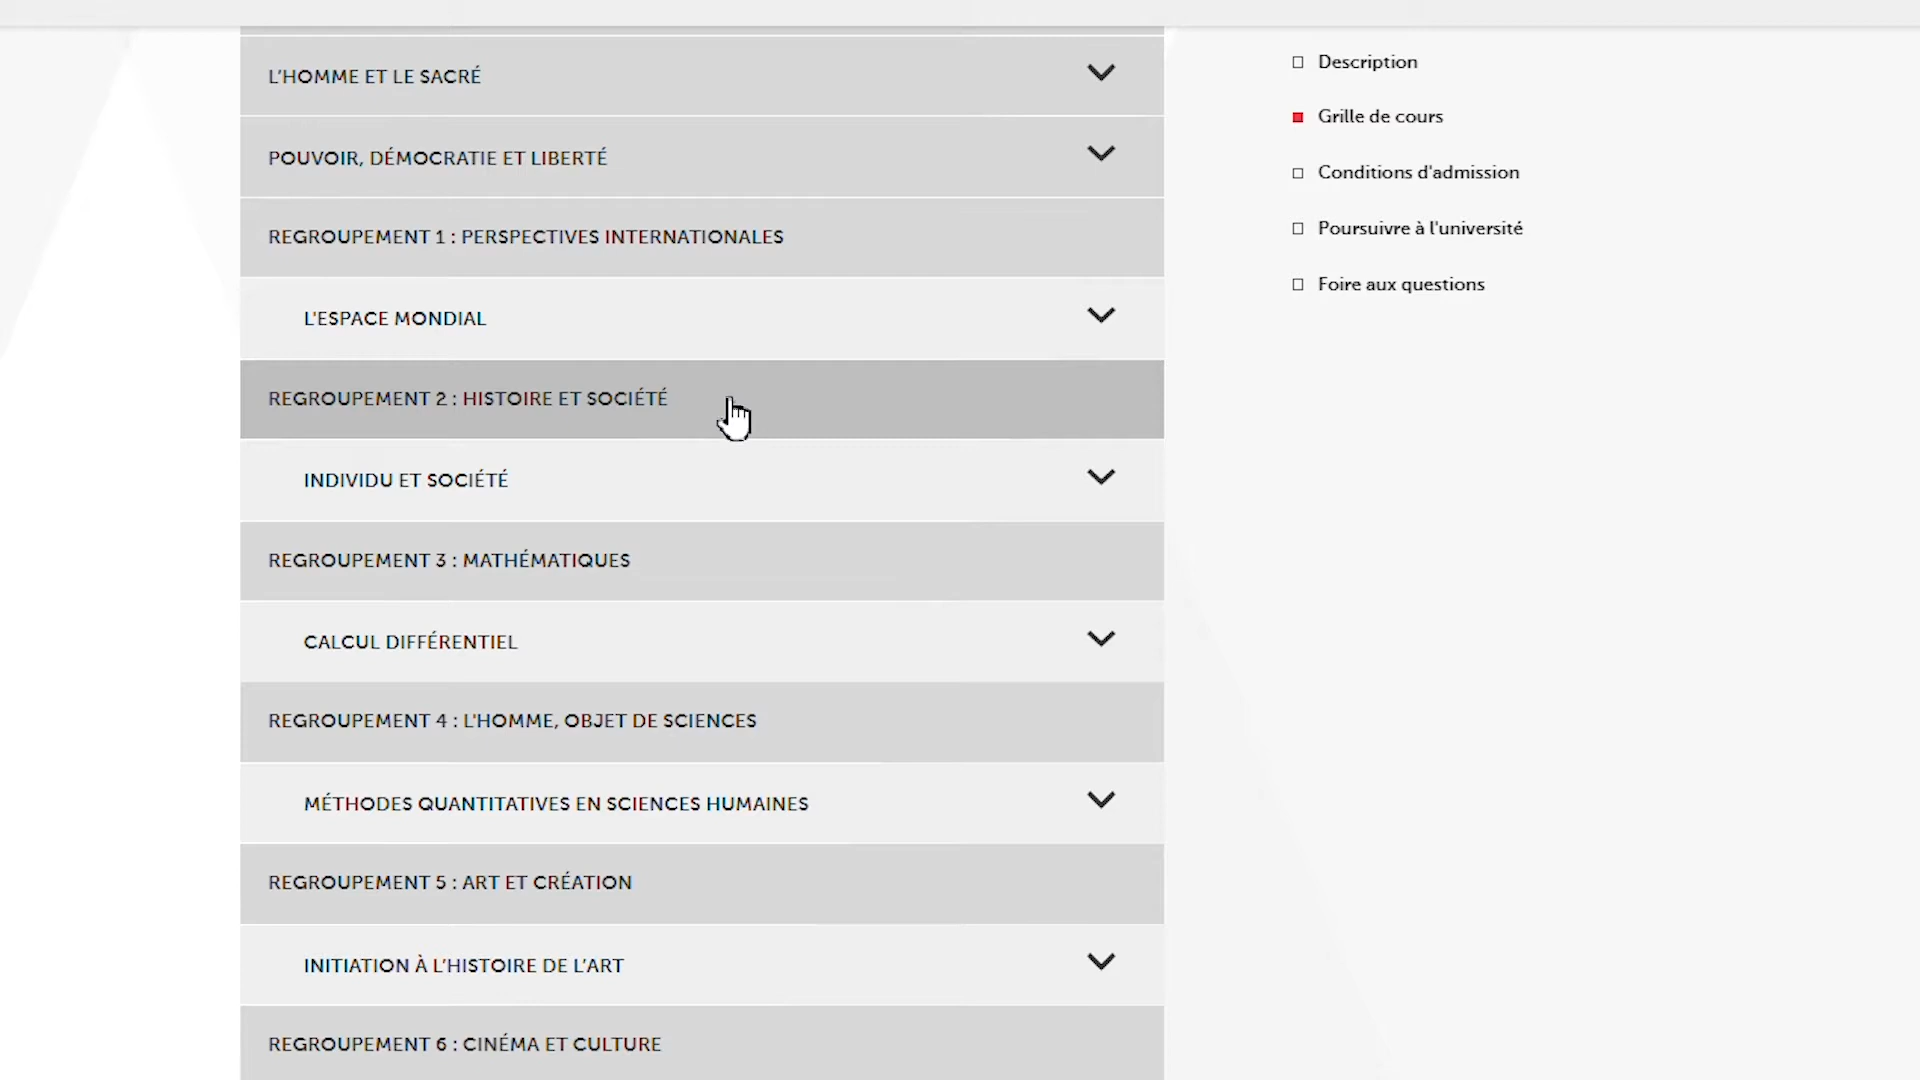 L'HOMME ET LE SACRÉ
POUVOIR, DÉMOCRATIE ET LIBERTÉ
REGROUPEMENT 1 : PERSPECTIVES INTERNATIONALES
L'ESPACE MONDIAL
REGROUPEMENT 2 : HISTOIRE ET SOCIÉTÉ
INDIVIDU ET SOCIÉTÉ
REGROUPEMENT 3 : MATHÉMATIQUES
CALCUL DIFFÉRENTIEL
REGROUPEMENT 4 : L'HOMME, OBJET DE SCIENCES
MÉTHODES QUANTITATIVES EN SCIENCES HUMAINES
REGROUPEMENT 5 : ART ET CRÉATION
INITIATION À L'HISTOIRE DE L'ART
REGROUPEMENT 6 : CINÉMA ET CULTURE
Description
Grille de cours
Conditions d'admission
Poursuivre à l'université
Foire aux questions